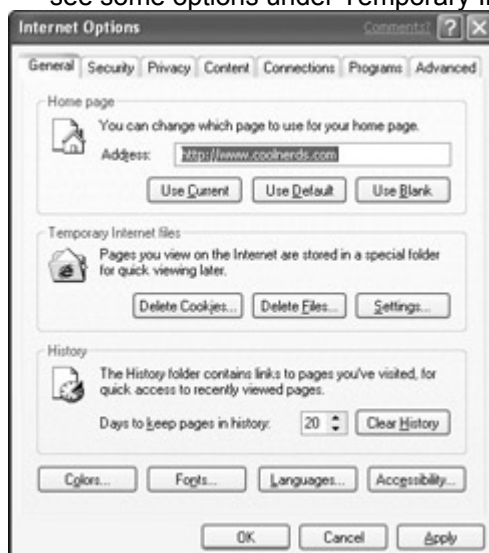 see some options under Temporary I
Internet Options Comments?
General Security Privacy Content Connections Programs Advanced
Home page
You can change which page to use for your home page.
Address: http://www.coolnerds.com
Use Current Use Default Use Blank
Temporary Internet files
Pages you view on the Internet are stored in a special folder
for quick viewing later.
Delete Cookies... Delete Files... Settings...
History
The History folder contains links to pages you've visited, for
quick access to recently viewed pages.
Days to keep pages in history: 20 Clear History
Colors... Fonts... Languages... Accessibility...
OK Cancel Apply